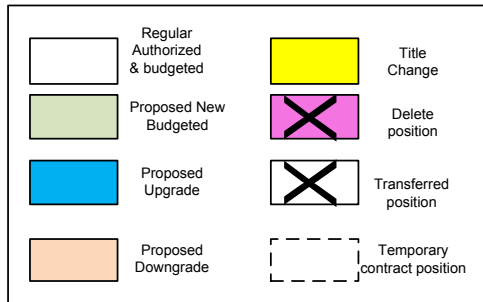 Regular
Authorized
& budgeted
Title
Change
Proposed New
Budgeted
Delete
position
Proposed
Upgrade
Transferred
position
Proposed
Downgrade
Temporary
contract position